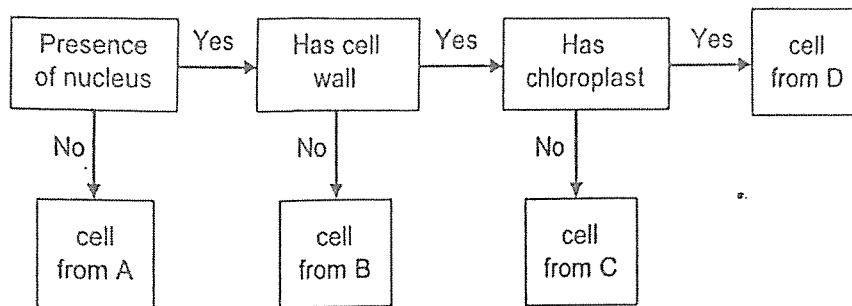 Presence
of nucleus
Yes
Has cell
wall
Yes
Has
chloroplast
Yes
cell
from D
No
No
No
cell
from A
cell
from B
cell
from C